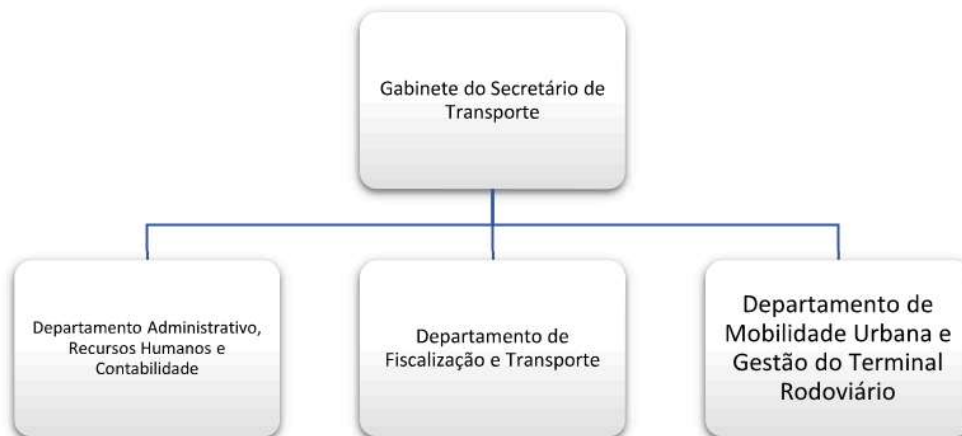 Gabinete do Secretário de
Transporte
Departamento Administrativo,
Recursos Humanos e
Contabilidade
Departamento de
Fiscalização e Transporte
Departamento de
Mobilidade Urbana e
Gestão do Terminal
Rodoviário